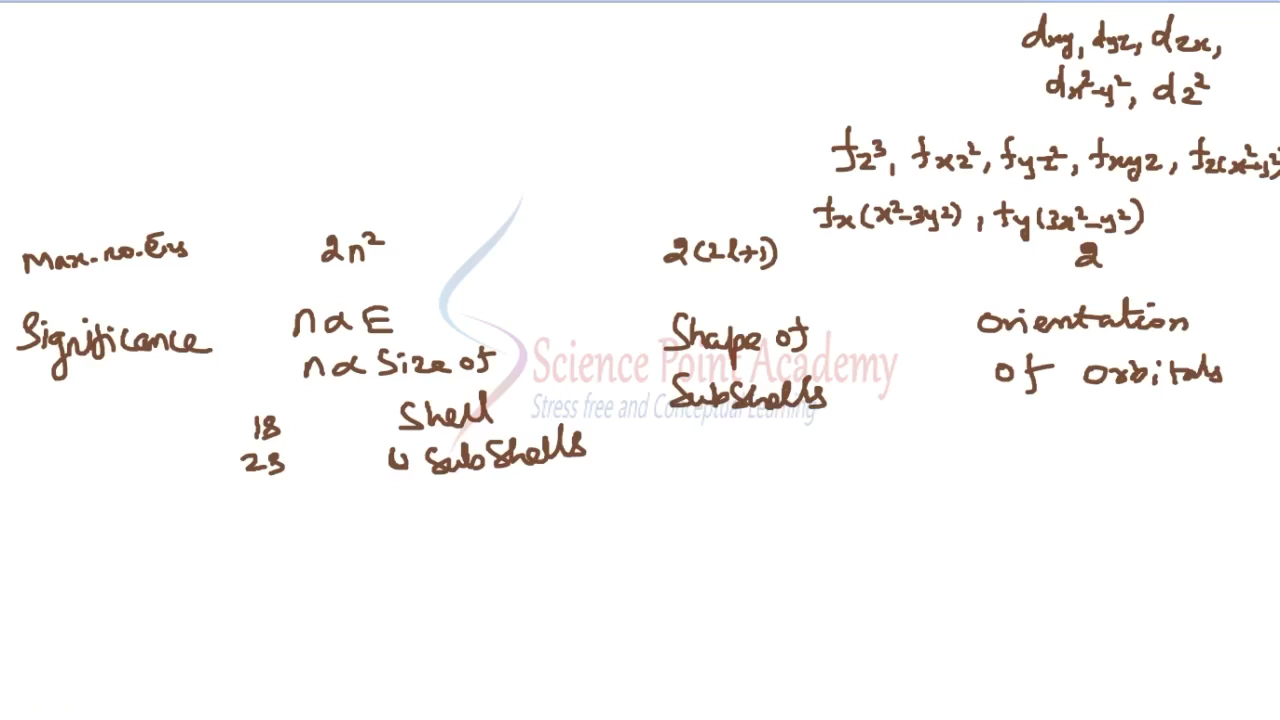 dxy, dyz, dzx,
dx²-y², dz²
fz³, fxz², fyz², fxyz, fz(x²-y²)
fx(x²-3y²), fy(3x²-y²)
Max. no. 2n² 2(2l+1) 2
Significance n α E Shape of orientation
n α Size of SubShells of orbitals
Science Point Academy
Stress free and Conceptual Learning
18 Shell
23 SubShells